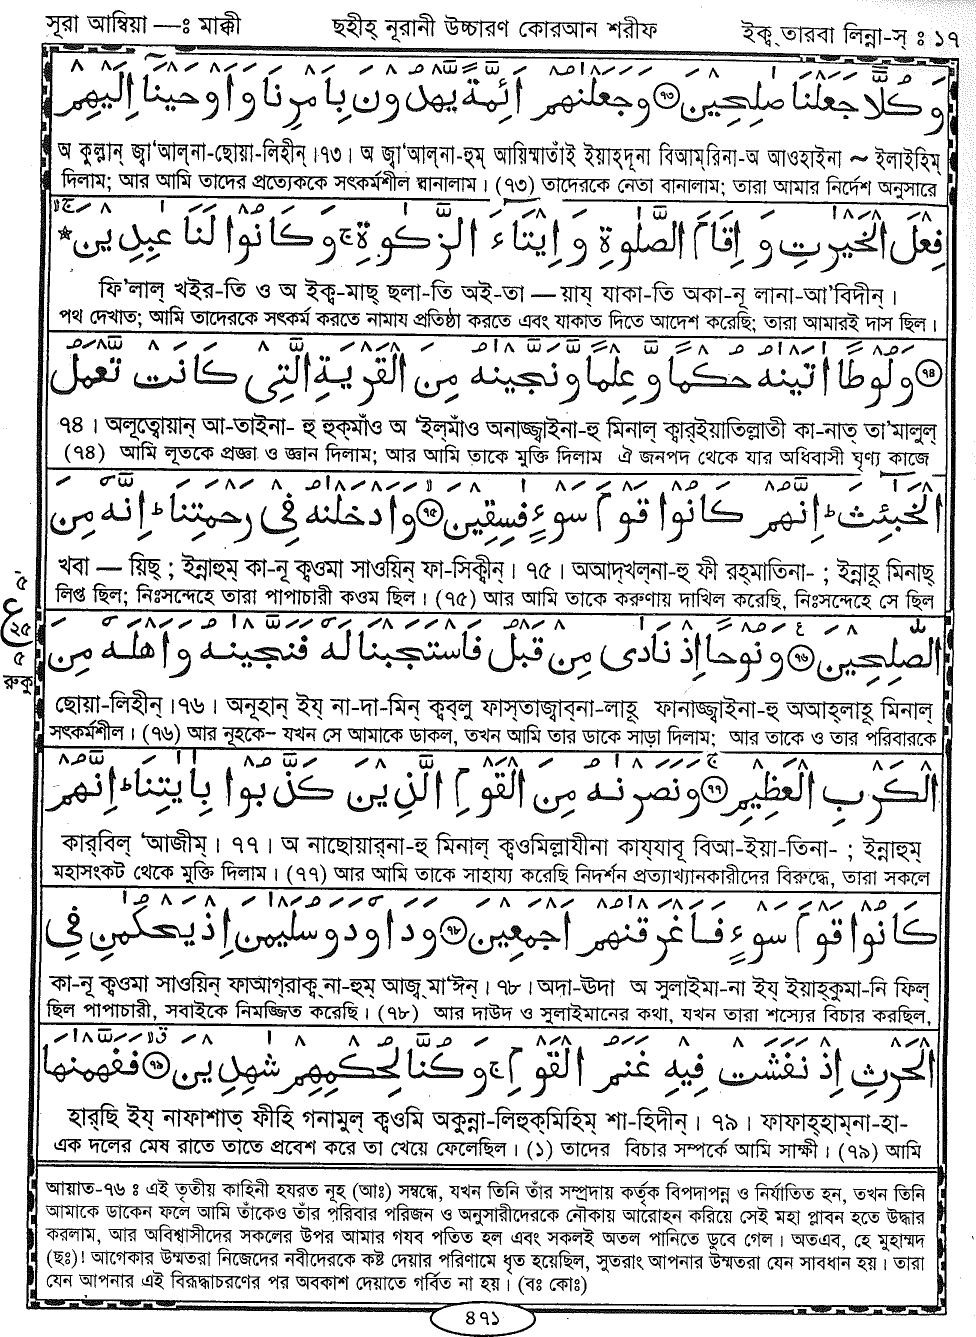 সূরা আম্বিয়া —ঃ মাক্কী ছহীহ্ নূরানী উচ্চারণ কোরআন শরীফ ইক্ব্ তারবা লিন্না-স্ ঃ ১৭
وَكُلًّا جَعَلْنَا صٰلِحِيْنَ ﴿৭৩﴾ وَجَعَلْنٰهُمْ اَئِمَّةً يَّهْدُوْنَ بِاَمْرِنَا وَاَوْحَيْنَاۤ اِلَيْهِمْ
অ কুল্লান্ জ্বা‘আল্‌না-ছোয়া-লিহীন্ । ৭৩ । অ জ্বা‘আল্‌না-হুম্ আয়িম্মাতাঁই ইয়াহ্‌দূনা বিআম্‌রিনা-অ আওহাইনা ~ ইলাইহিম্
দিলাম; আর আমি তাদের প্রত্যেককে সৎকর্মশীল বানালাম । (৭৩) তাদেরকে নেতা বানালাম; তারা আমার নির্দেশ অনুসারে
فِعْلَ الْخَيْرٰتِ وَاِقَامَ الصَّلٰوةِ وَاِيْتَآءَ الزَّكٰوةِ ۚ وَكَانُوْا لَنَا عٰبِدِيْنَ
ফি’লাল্ খইর-তি ও অ ইক্ব-মাছ্ ছলা-তি অই-তা — য়ায্ যাকা-তি অকা-নূ লানা-আ’বিদীন্ ।
পথ দেখাত; আমি তাদেরকে সৎকর্ম করতে নামায প্রতিষ্ঠা করতে এবং যাকাত দিতে আদেশ করেছি; তারা আমারই দাস ছিল ।
﴿৭৪﴾ وَلُوْطًا اٰتَيْنٰهُ حُكْمًا وَّعِلْمًا وَّنَجَّيْنٰهُ مِنَ الْقَرْيَةِ الَّتِيْ كَانَتْ تَّعْمَلُ
৭৪ । অলূত্বোয়ান্ আ-তাইনা- হু হুক্‌মাঁও অ ‘ইল্‌মাঁও অনাজ্জ্বাইনা-হু মিনাল্ ক্বার্‌ইয়াতিল্লাতী কা-নাত্ তা’মালুল্
(৭৪) আমি লূতকে প্রজ্ঞা ও জ্ঞান দিলাম; আর আমি তাকে মুক্তি দিলাম ঐ জনপদ থেকে যার অধিবাসী ঘৃণ্য কাজে
الْخَبٰٓئِثَ ؕ اِنَّهُمْ كَانُوْا قَوْمَ سَوْءٍ فٰسِقِيْنَ ﴿৭৫﴾ وَاَدْخَلْنٰهُ فِيْ رَحْمَتِنَا ؕ اِنَّهٗ مِنَ
খবা — য়িছ্ ; ইন্নাহুম্ কা-নূ ক্বওমা সাওয়িন্ ফা-সিক্বীন্ । ৭৫ । অআদ্‌খল্‌না-হু ফী রহ্‌মাতিনা- ; ইন্নাহূ মিনাছ্
লিপ্ত ছিল; নিঃসন্দেহে তারা পাপাচারী কওম ছিল । (৭৫) আর আমি তাকে করুণায় দাখিল করেছি, নিঃসন্দেহে সে ছিল
৫
ع
২৫
৫
রুকু
الصّٰلِحِيْنَ ﴿৭৬﴾ وَنُوْحًا اِذْ نَادٰى مِنْ قَبْلُ فَاسْتَجَبْنَا لَهٗ فَنَجَّيْنٰهُ وَاَهْلَهٗ مِنَ
ছোয়া-লিহীন্ । ৭৬ । অনূহান্ ইয্ না-দা-মিন্ ক্বব্‌লু ফাস্‌তাজ্বাব্‌না-লাহূ ফানাজ্জ্বাইনা-হু অআহ্‌লাহূ মিনাল্
সৎকর্মশীল । (৭৬) আর নূহকে– যখন সে আমাকে ডাকল, তখন আমি তার ডাকে সাড়া দিলাম; আর তাকে ও তার পরিবারকে
الْكَرْبِ الْعَظِيْمِ ﴿৭৭﴾ وَنَصَرْنٰهُ مِنَ الْقَوْمِ الَّذِيْنَ كَذَّبُوْا بِاٰيٰتِنَا ؕ اِنَّهُمْ
কার্‌বিল্ ‘আজীম্ । ৭৭ । অ নাছোয়ার্‌না-হু মিনাল্ ক্বওমিল্লাযীনা কায্‌যাবূ বিআ-ইয়া-তিনা- ; ইন্নাহুম্
মহাসংকট থেকে মুক্তি দিলাম । (৭৭) আর আমি তাকে সাহায্য করেছি নিদর্শন প্রত্যাখ্যানকারীদের বিরুদ্ধে, তারা সকলে
كَانُوْا قَوْمَ سَوْءٍ فَاَغْرَقْنٰهُمْ اَجْمَعِيْنَ ﴿৭৮﴾ وَدَاوٗدَ وَسُلَيْمٰنَ اِذْ يَحْكُمٰنِ فِي
কা-নূ ক্বওমা সাওয়িন্ ফাআগ্‌রাক্ব্ না-হুম্ আজ্ব্ মা‘ঈন্ । ৭৮ । অদা-ঊদা অ সুলাইমা-না ইয্ ইয়াহ্‌কুমা-নি ফিল্
ছিল পাপাচারী, সবাইকে নিমজ্জিত করেছি । (৭৮) আর দাউদ ও সুলাইমানের কথা, যখন তারা শস্যের বিচার করছিল,
الْحَرْثِ اِذْ نَفَشَتْ فِيْهِ غَنَمُ الْقَوْمِ ۚ وَكُنَّا لِحُكْمِهِمْ شٰهِدِيْنَ ﴿৭৯﴾ فَفَهَّمْنٰهَا
হার্‌ছি ইয্ নাফাশাত্ ফীহি গনামুল্ ক্বওমি অকুন্না-লিহুক্‌মিহিম্ শা-হিদীন্ । ৭৯ । ফাফাহ্‌হাম্‌না-হা-
এক দলের মেষ রাতে তাতে প্রবেশ করে তা খেয়ে ফেলেছিল । (১) তাদের বিচার সম্পর্কে আমি সাক্ষী । (৭৯) আমি
আয়াত-৭৬ ঃ এই তৃতীয় কাহিনী হযরত নূহ (আঃ) সম্বন্ধে, যখন তিনি তাঁর সম্প্রদায় কর্তৃক বিপদাপন্ন ও নির্যাতিত হন, তখন তিনি
আমাকে ডাকেন ফলে আমি তাঁকেও তাঁর পরিবার পরিজন ও অনুসারীদেরকে নৌকায় আরোহন করিয়ে সেই মহা প্লাবন হতে উদ্ধার
করলাম, আর অবিশ্বাসীদের সকলের উপর আমার গযব পতিত হল এবং সকলই অতল পানিতে ডুবে গেল । অতএব, হে মুহাম্মদ
(ছঃ)! আগেকার উম্মতরা নিজেদের নবীদেরকে কষ্ট দেয়ার পরিণামে ধৃত হয়েছিল, সুতরাং আপনার উম্মতরা যেন সাবধান হয় । তারা
যেন আপনার এই বিরূদ্ধাচরণের পর অবকাশ দেয়াতে গর্বিত না হয় । (বঃ কোঃ)
৪৭১